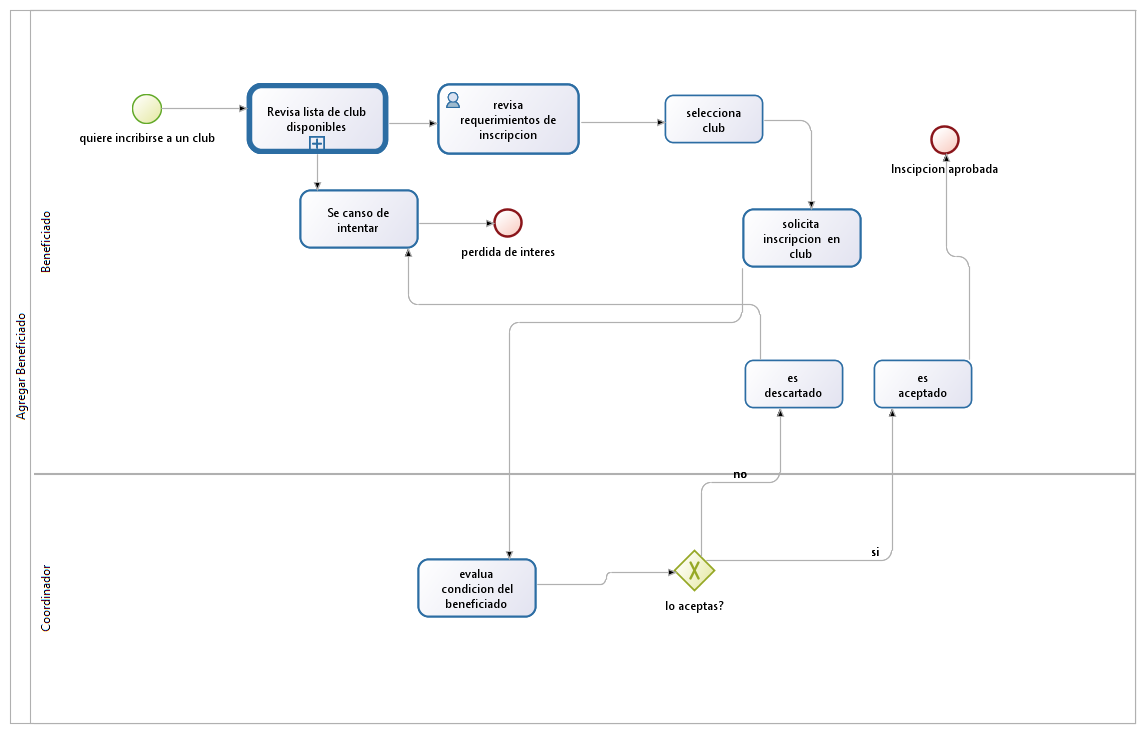 quiere incribirse a un club
Revisa lista de club
disponibles
revisa
requerimientos de
inscripcion
selecciona
club
Inscipcion aprobada
Se canso de
intentar
perdida de interes
solicita
inscripcion en
club
Beneficiado
Agregar Beneficiado
es
descartado
es
aceptado
no
si
evalua
condicion del
beneficiado
lo aceptas?
Coordinador